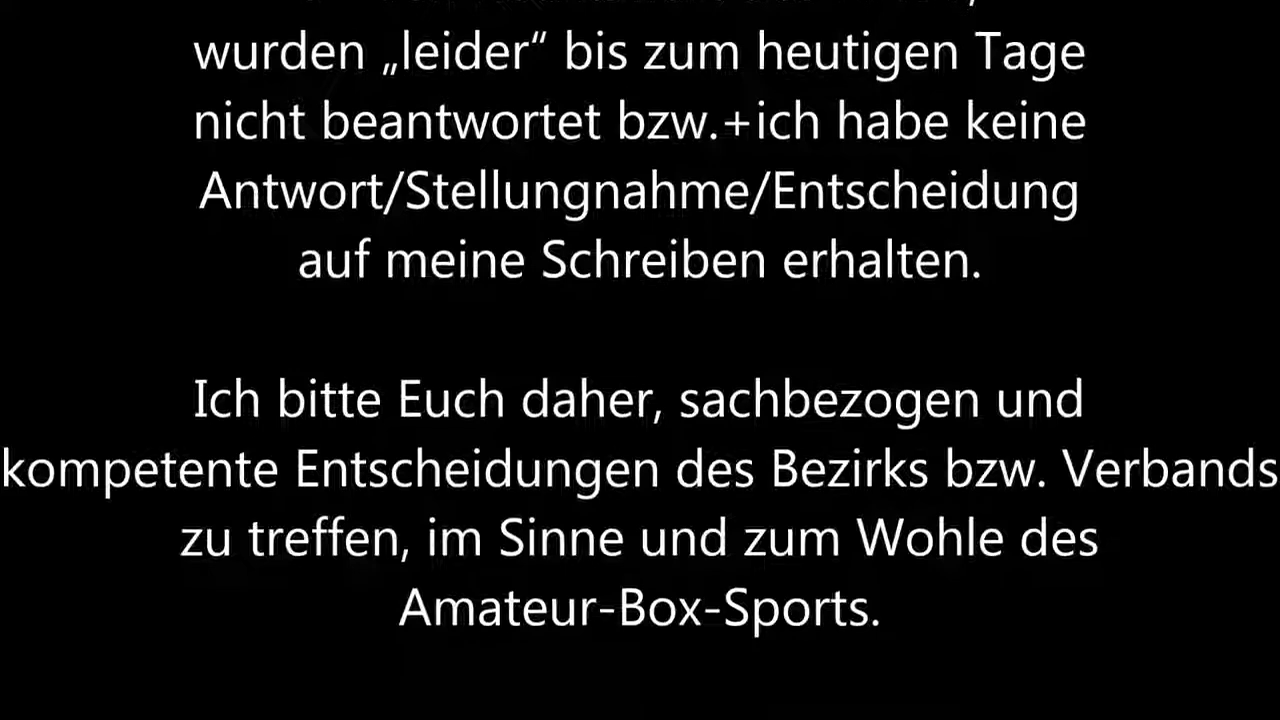 wurden „leider“ bis zum heutigen Tage
nicht beantwortet bzw.+ich habe keine
Antwort/Stellungnahme/Entscheidung
auf meine Schreiben erhalten.
Ich bitte Euch daher, sachbezogen und
kompetente Entscheidungen des Bezirks bzw. Verbands
zu treffen, im Sinne und zum Wohle des
Amateur-Box-Sports.